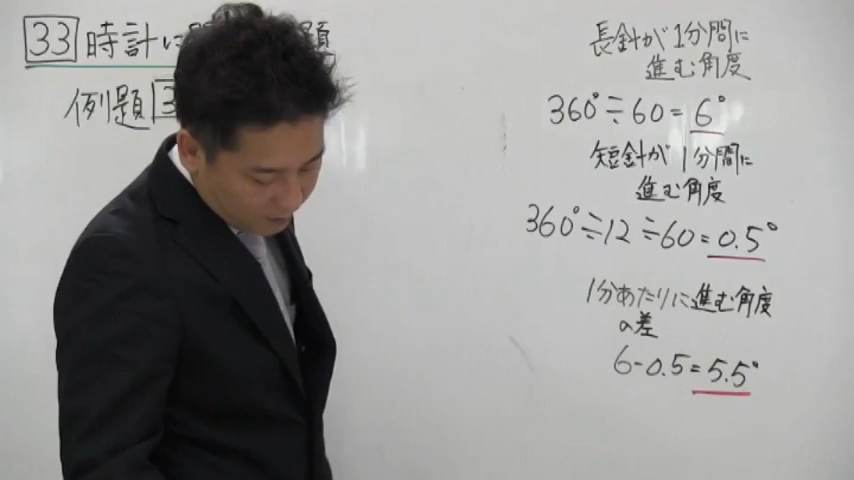 33 時計に 題
例題 3
長針が1分間に
進む角度
360°÷60=6°
短針が1分間に
進む角度
360°÷12÷60=0.5°
1分あたりに進む角度
の差
6-0.5=5.5°